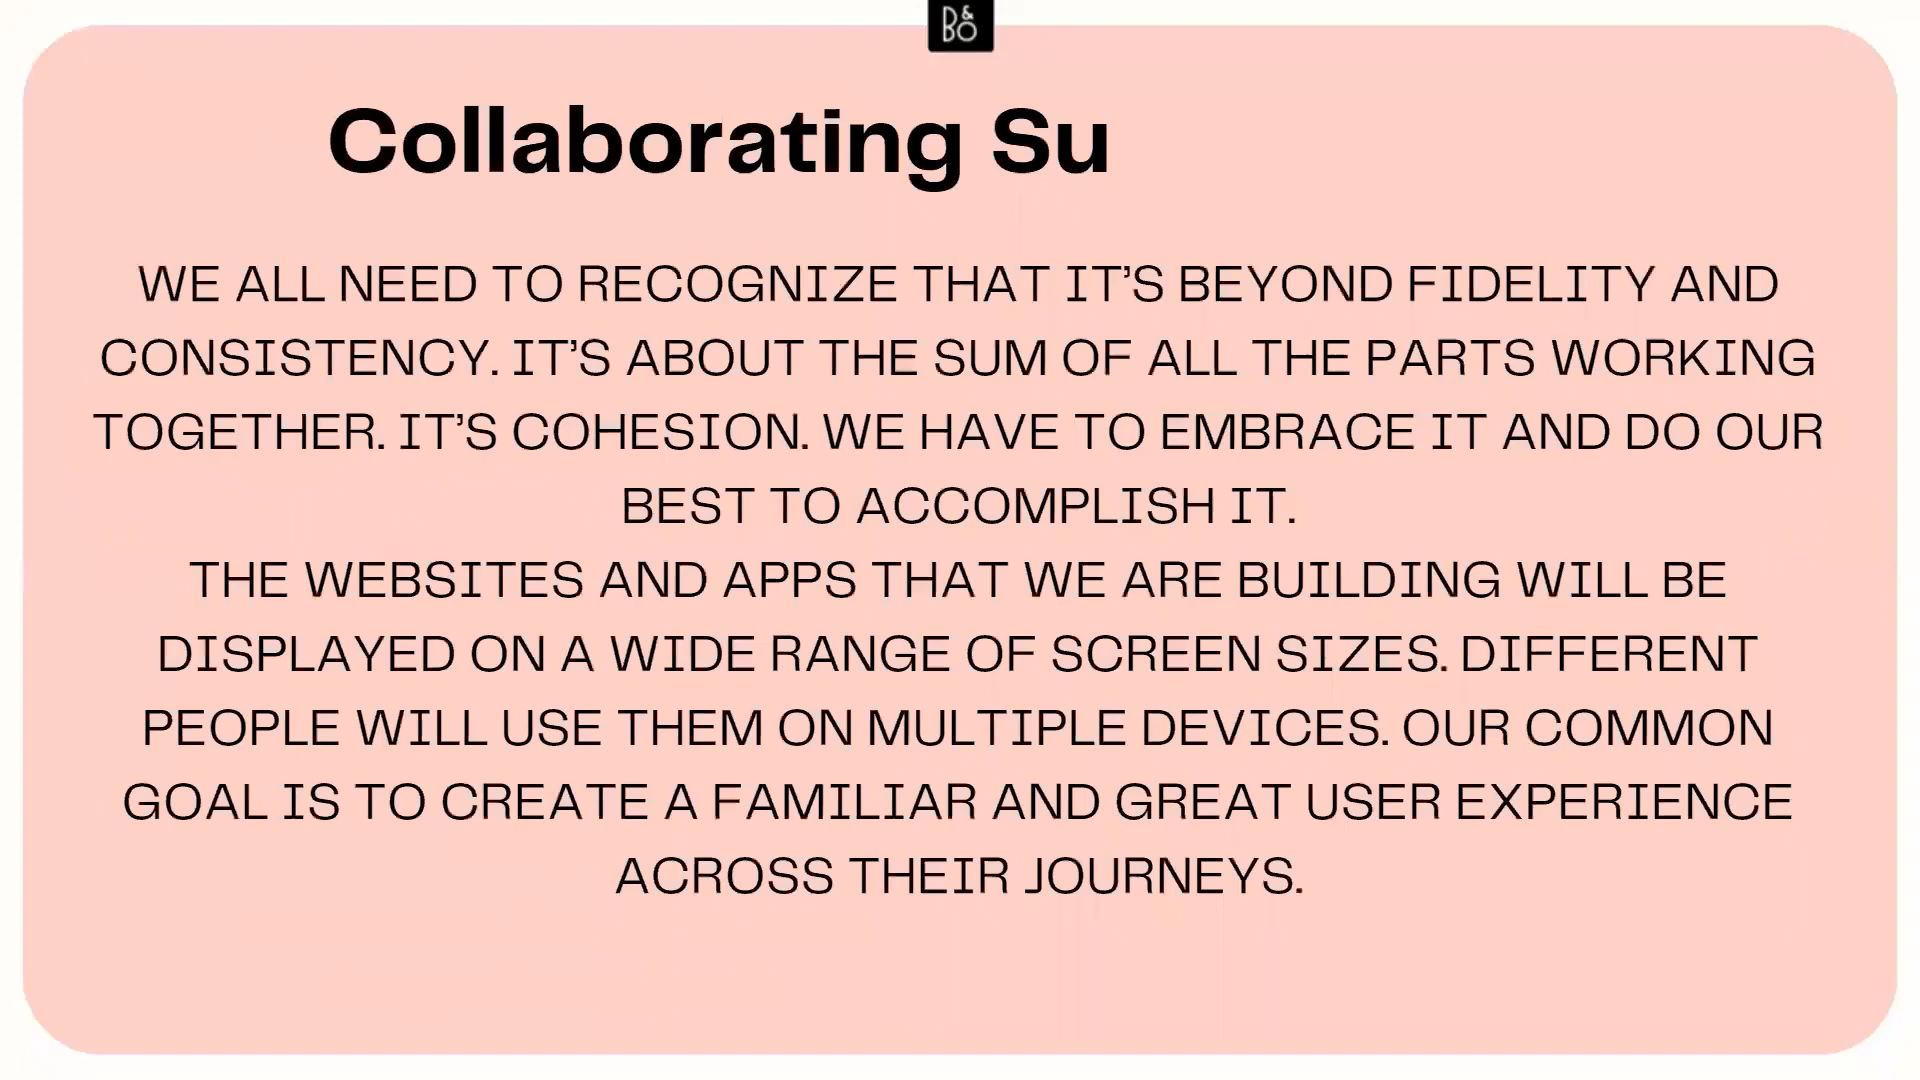 B&O
Collaborating Su
WE ALL NEED TO RECOGNIZE THAT IT’S BEYOND FIDELITY AND
CONSISTENCY. IT’S ABOUT THE SUM OF ALL THE PARTS WORKING
TOGETHER. IT’S COHESION. WE HAVE TO EMBRACE IT AND DO OUR
BEST TO ACCOMPLISH IT.
THE WEBSITES AND APPS THAT WE ARE BUILDING WILL BE
DISPLAYED ON A WIDE RANGE OF SCREEN SIZES. DIFFERENT
PEOPLE WILL USE THEM ON MULTIPLE DEVICES. OUR COMMON
GOAL IS TO CREATE A FAMILIAR AND GREAT USER EXPERIENCE
ACROSS THEIR JOURNEYS.